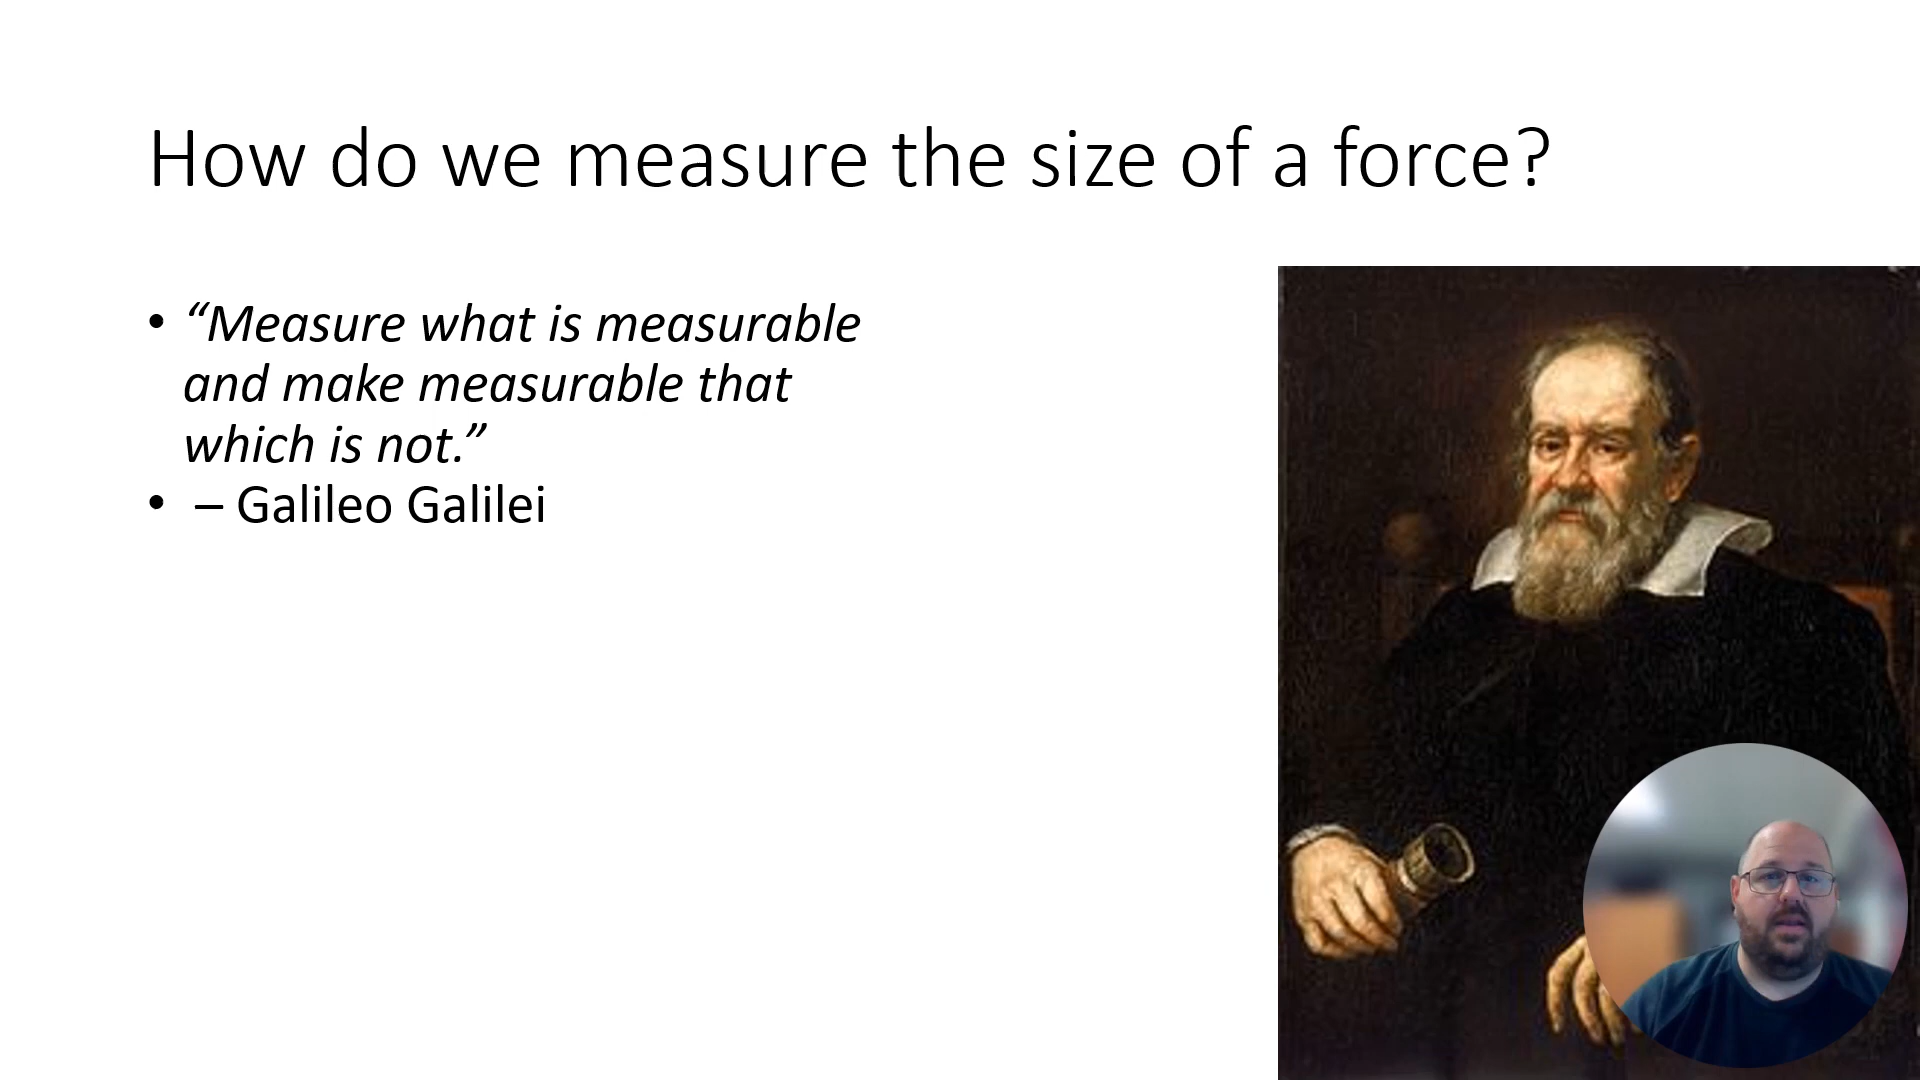 How do we measure the size of a force?
• “Measure what is measurable
and make measurable that
which is not.”
• – Galileo Galilei